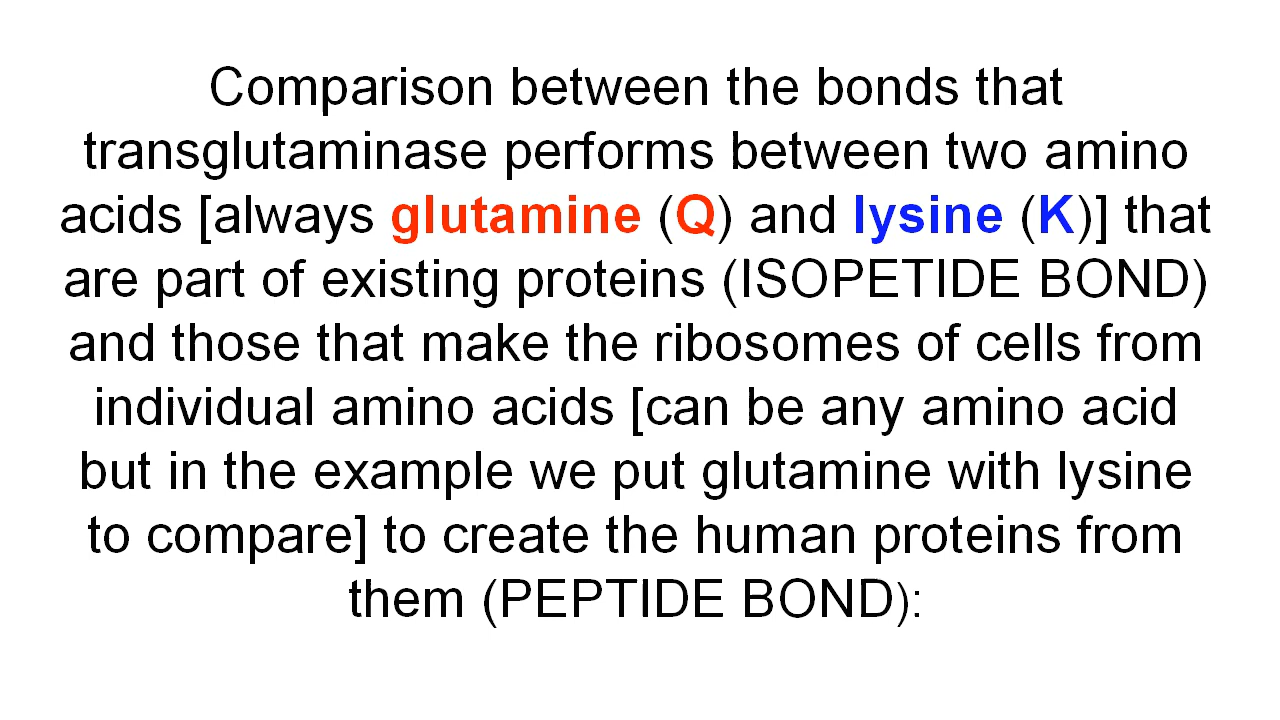 Comparison between the bonds that
transglutaminase performs between two amino
acids [always glutamine (Q) and lysine (K)] that
are part of existing proteins (ISOPETIDE BOND)
and those that make the ribosomes of cells from
individual amino acids [can be any amino acid
but in the example we put glutamine with lysine
to compare] to create the human proteins from
them (PEPTIDE BOND):